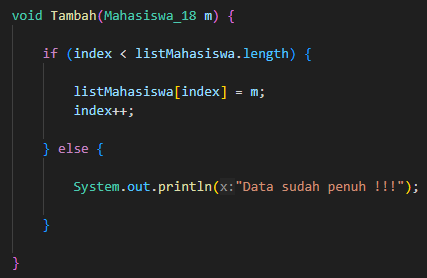 void Tambah(Mahasiswa_18 m) {
if (index < listMahasiswa.length) {
listMahasiswa[index] = m;
index++;
} else {
System.out.println(x:"Data sudah penuh !!!");
}
}